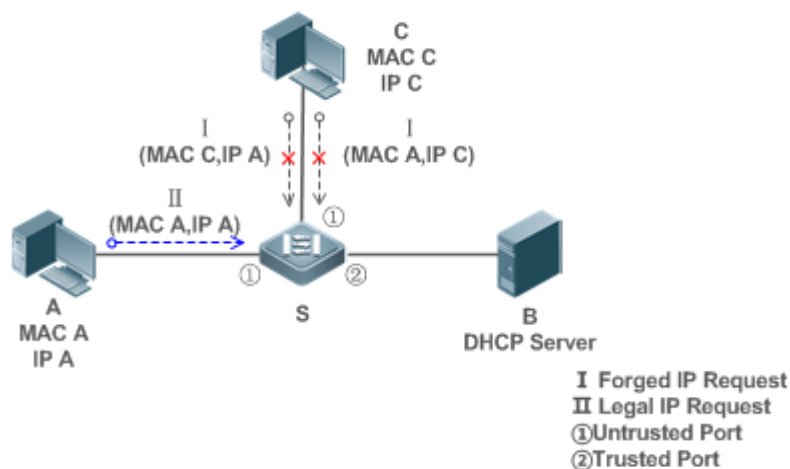 C
MAC C
IP C
I
(MAC C,IP A)
I
(MAC A,IP C)
II
(MAC A,IP A)
①
①
②
A
MAC A
IP A
S
B
DHCP Server
I Forged IP Request
II Legal IP Request
①Untrusted Port
②Trusted Port